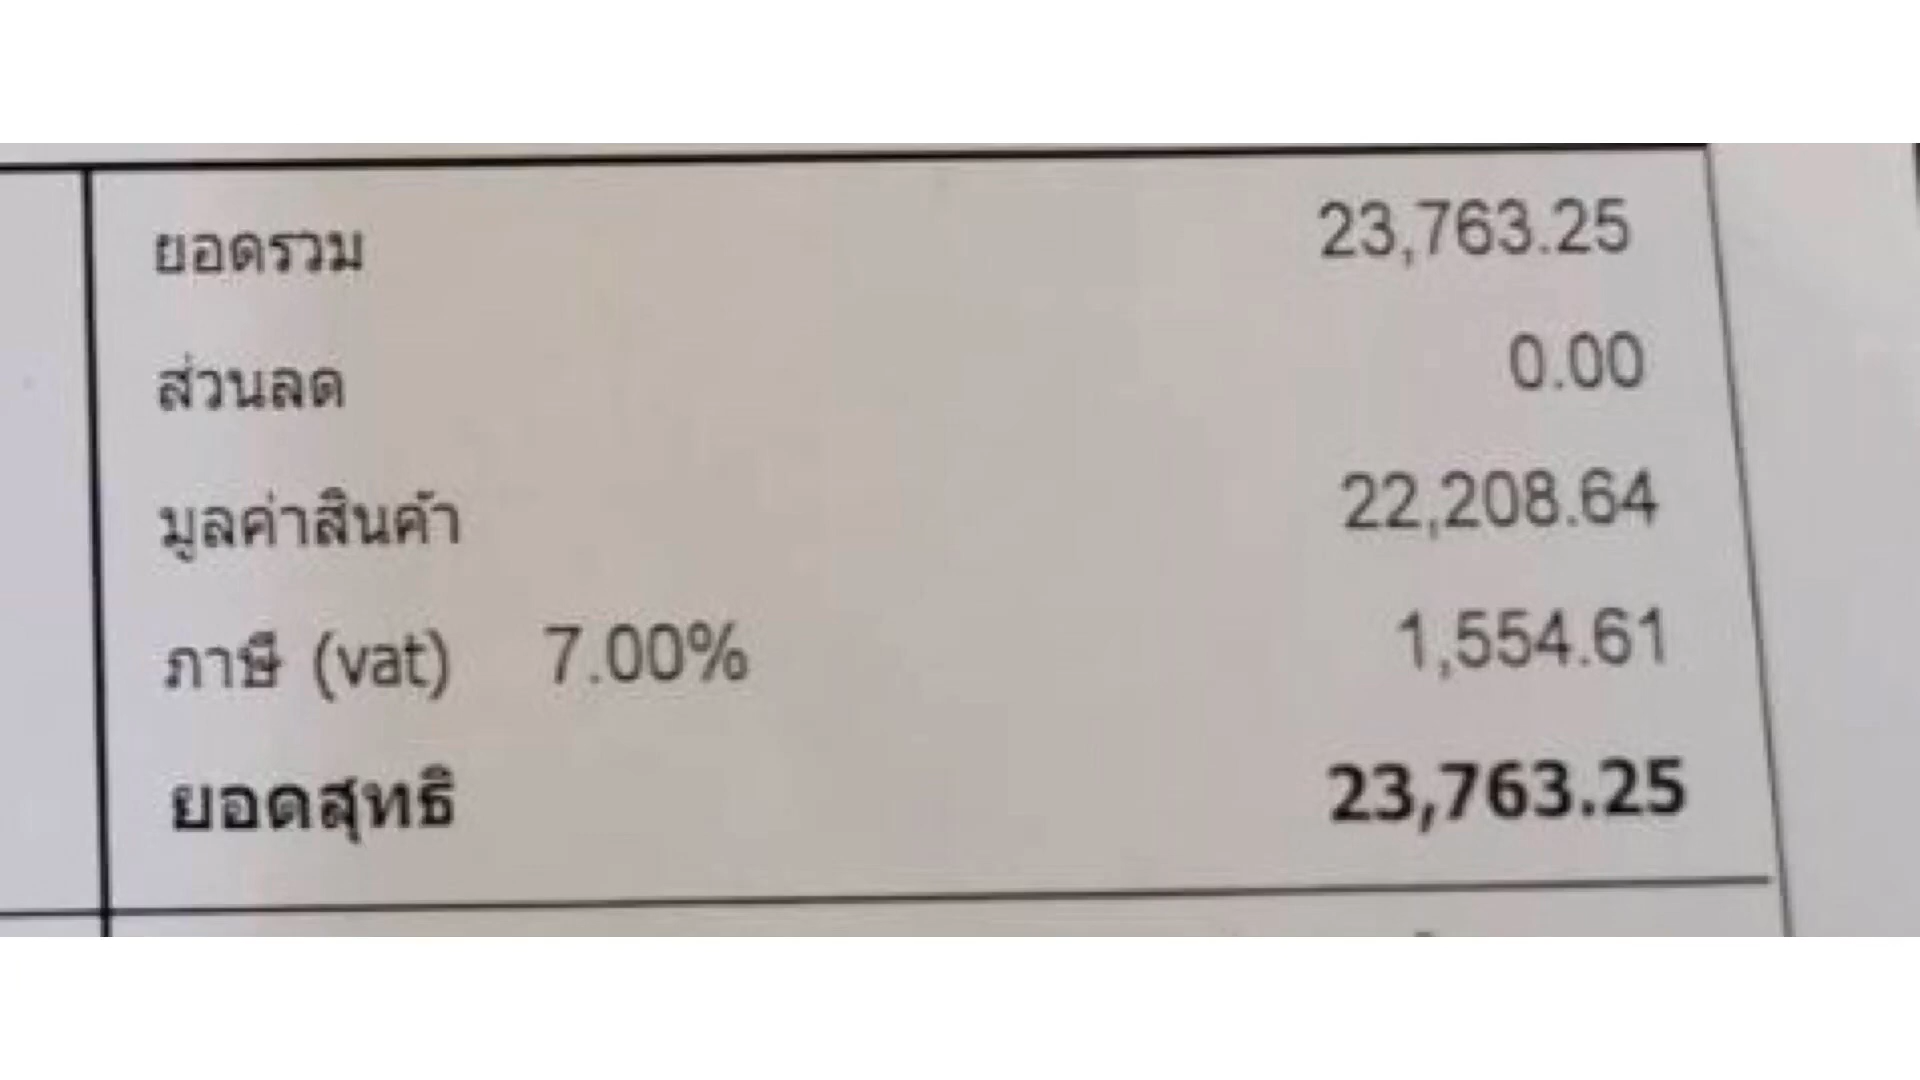 ยอดรวม 23,763.25
ส่วนลด 0.00
มูลค่าสินค้า 22,208.64
ภาษี (vat) 7.00% 1,554.61
ยอดสุทธิ 23,763.25